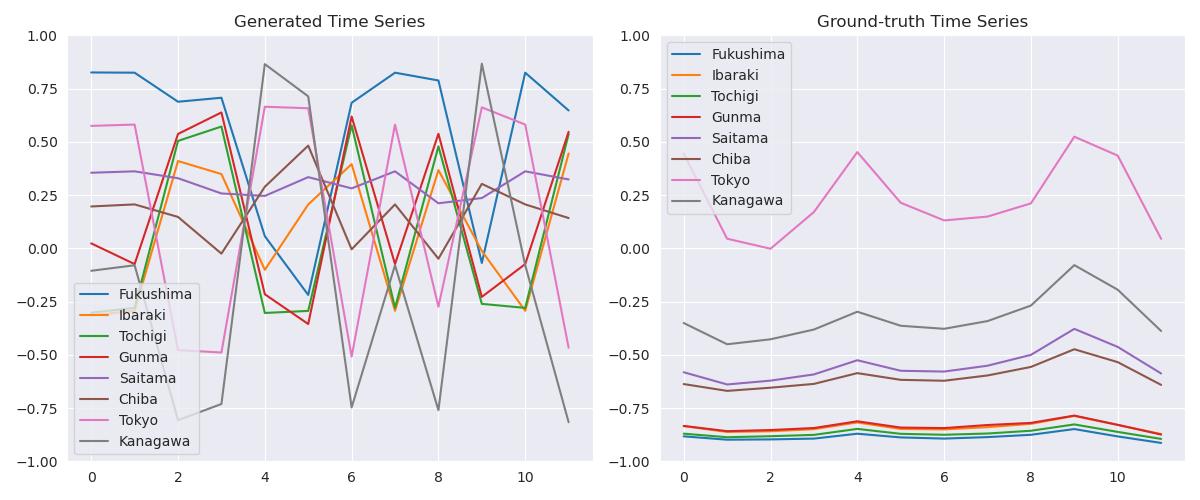 Generated Time Series
1.00
0.75
0.50
0.25
0.00
−0.25
−0.50
−0.75
−1.00
0 2 4 6 8 10
Fukushima
Ibaraki
Tochigi
Gunma
Saitama
Chiba
Tokyo
Kanagawa
Ground-truth Time Series
1.00
0.75
0.50
0.25
0.00
−0.25
−0.50
−0.75
−1.00
0 2 4 6 8 10
Fukushima
Ibaraki
Tochigi
Gunma
Saitama
Chiba
Tokyo
Kanagawa